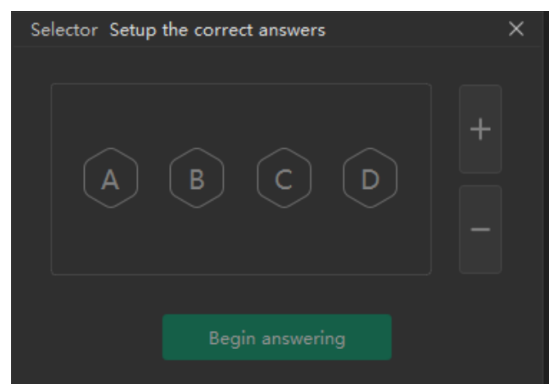 Selector Setup the correct answers ×
A B C D
+
−
Begin answering